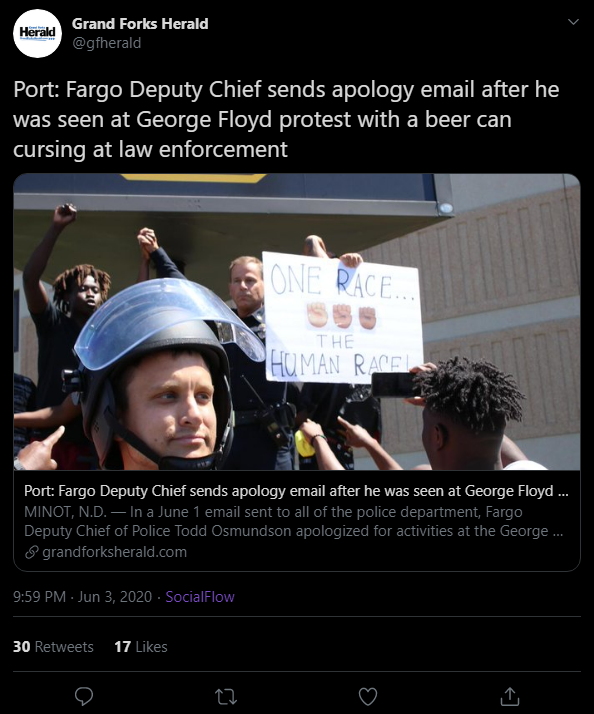 Herald
Grand Forks Herald
@gfherald
Port: Fargo Deputy Chief sends apology email after he
was seen at George Floyd protest with a beer can
cursing at law enforcement
ONE RACE...
THE
HUMAN RACE!
Port: Fargo Deputy Chief sends apology email after he was seen at George Floyd ...
MINOT, N.D. — In a June 1 email sent to all of the police department, Fargo
Deputy Chief of Police Todd Osmundson apologized for activities at the George ...
grandforksherald.com
9:59 PM · Jun 3, 2020 · SocialFlow
30 Retweets 17 Likes